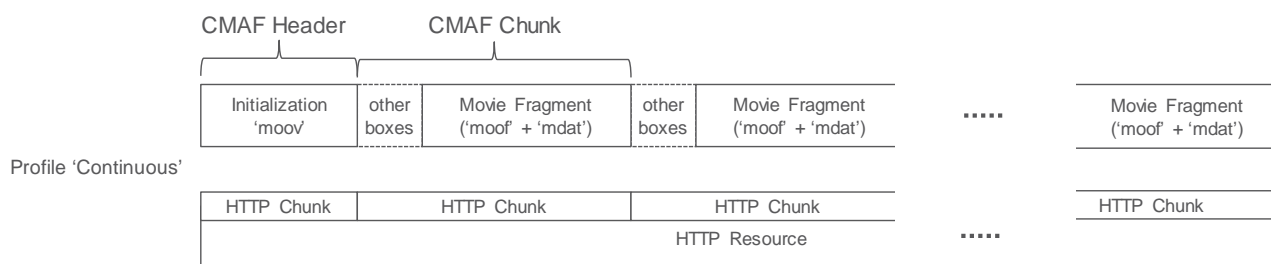 CMAF Header
CMAF Chunk
Initialization
‘moov’
other
boxes
Movie Fragment
(‘moof’ + ‘mdat’)
other
boxes
Movie Fragment
(‘moof’ + ‘mdat’)
.....
Movie Fragment
(‘moof’ + ‘mdat’)
Profile ‘Continuous’
HTTP Chunk
HTTP Chunk
HTTP Chunk
HTTP Chunk
HTTP Resource
.....